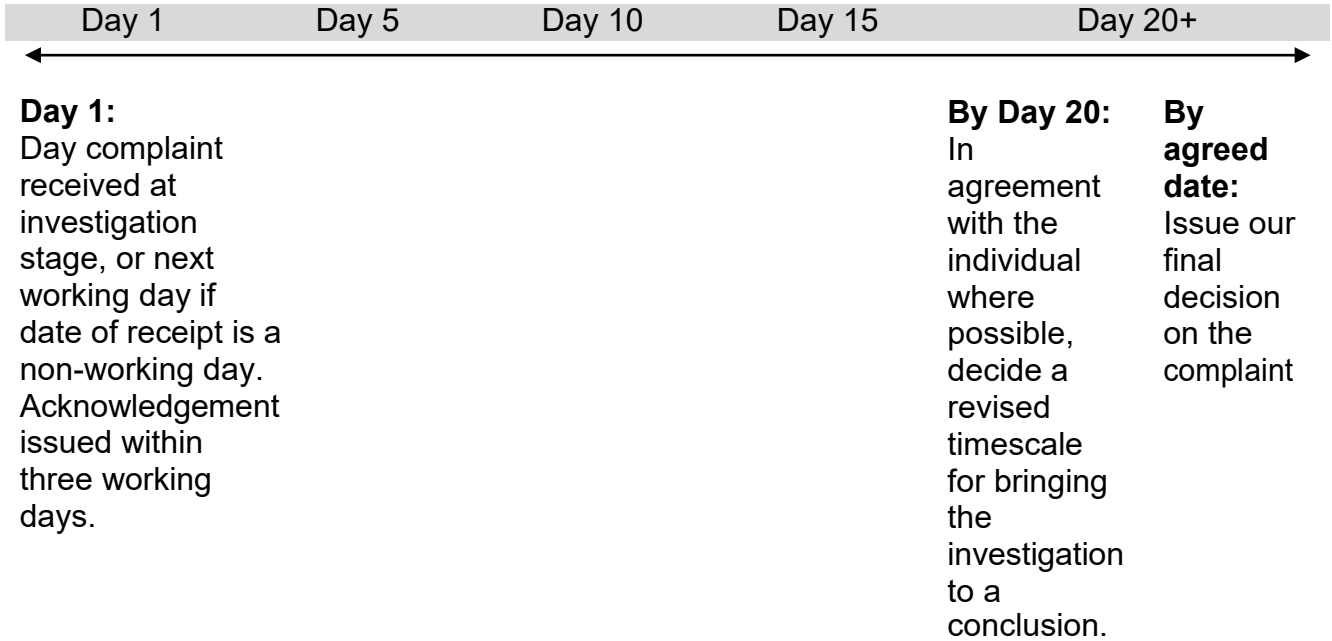 Day 1 Day 5 Day 10 Day 15 Day 20+
Day 1:
Day complaint
received at
investigation
stage, or next
working day if
date of receipt is a
non-working day.
Acknowledgement
issued within
three working
days.
By Day 20:
In
agreement
with the
individual
where
possible,
decide a
revised
timescale
for bringing
the
investigation
to a
conclusion.
By
agreed
date:
Issue our
final
decision
on the
complaint